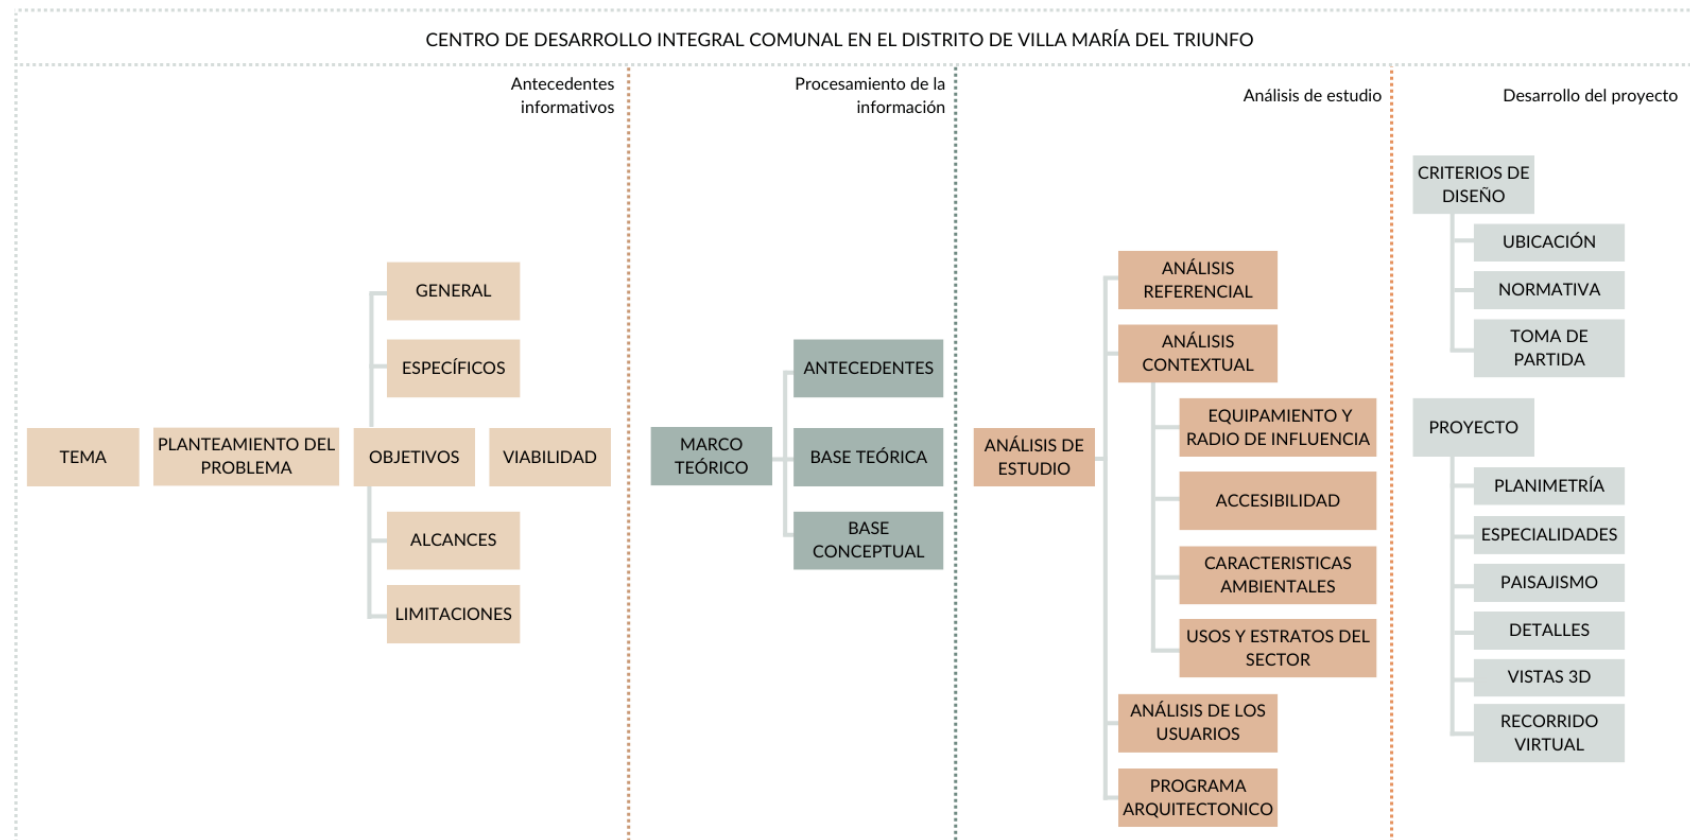 CENTRO DE DESARROLLO INTEGRAL COMUNAL EN EL DISTRITO DE VILLA MARÍA DEL TRIUNFO
Antecedentes
informativos
GENERAL
ESPECÍFICOS
TEMA
PLANTEAMIENTO DEL
PROBLEMA
OBJETIVOS
VIABILIDAD
ALCANCES
LIMITACIONES
Procesamiento de la
información
ANTECEDENTES
MARCO
TEÓRICO
BASE TEÓRICA
BASE
CONCEPTUAL
Análisis de estudio
ANÁLISIS
REFERENCIAL
ANÁLISIS
CONTEXTUAL
EQUIPAMIENTO Y
RADIO DE INFLUENCIA
ANÁLISIS DE
ESTUDIO
ACCESIBILIDAD
CARACTERISTICAS
AMBIENTALES
USOS Y ESTRATOS DEL
SECTOR
ANÁLISIS DE LOS
USUARIOS
PROGRAMA
ARQUITECTONICO
Desarrollo del proyecto
CRITERIOS DE
DISEÑO
UBICACIÓN
NORMATIVA
TOMA DE
PARTIDA
PROYECTO
PLANIMETRÍA
ESPECIALIDADES
PAISAJISMO
DETALLES
VISTAS 3D
RECORRIDO
VIRTUAL